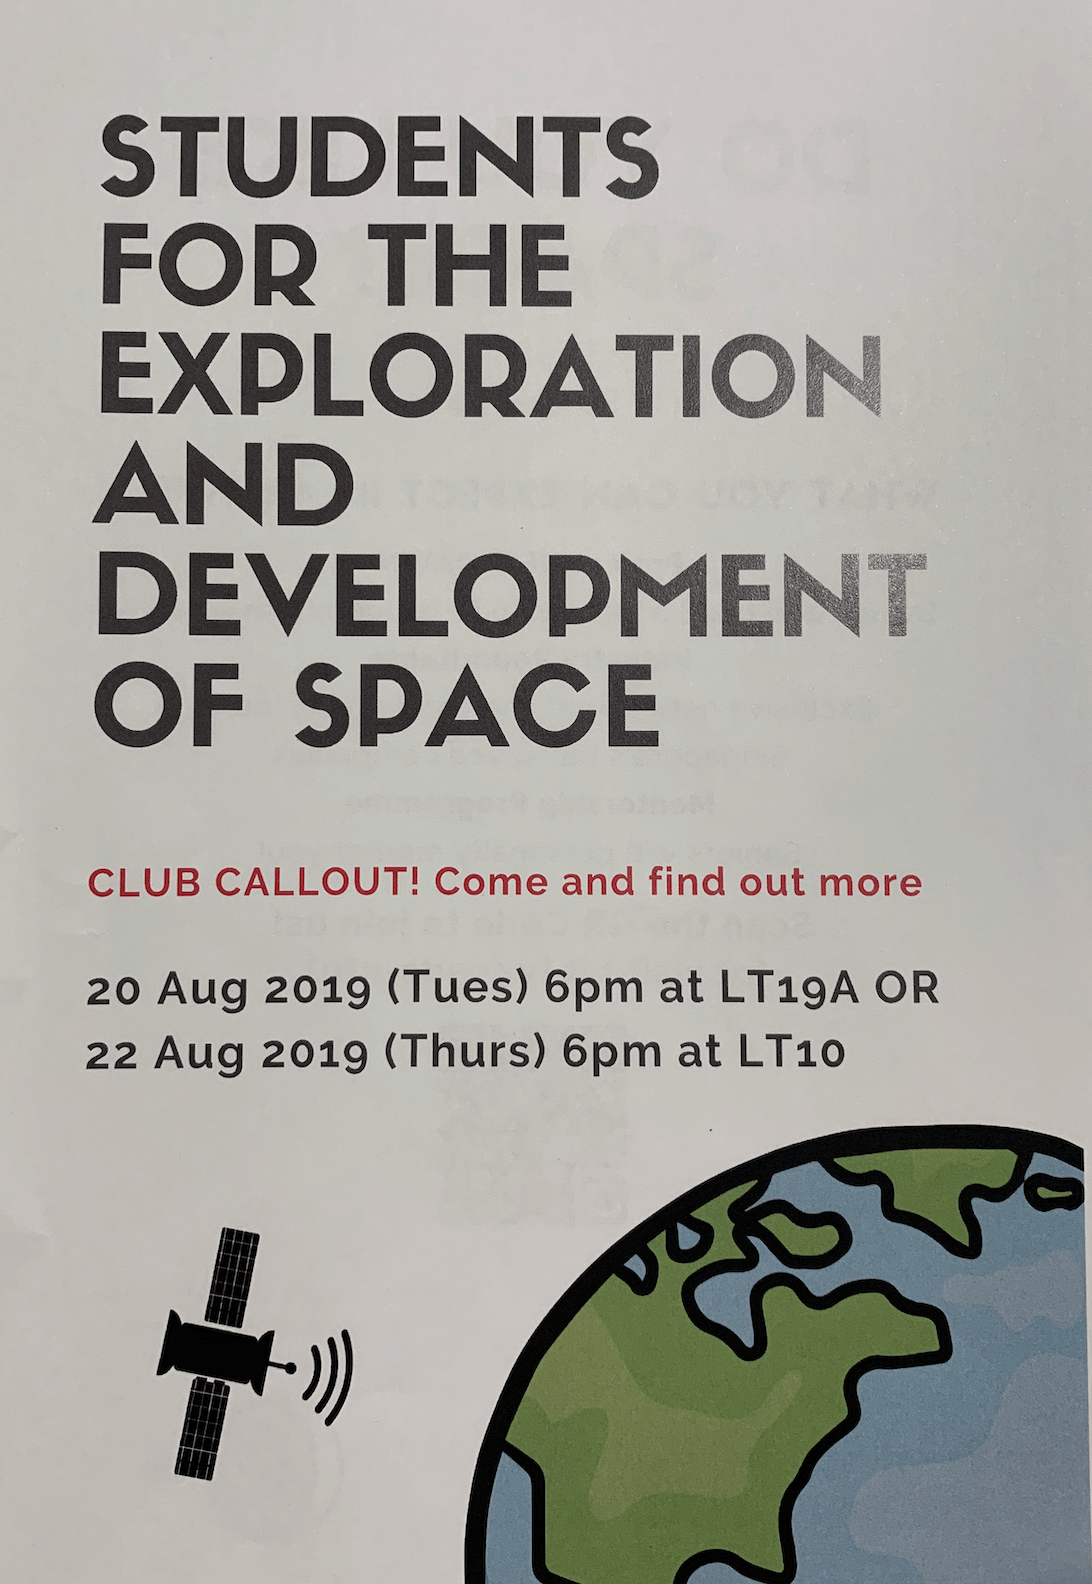 STUDENTS
FOR THE
EXPLORATION
AND
DEVELOPMENT
OF SPACE
CLUB CALLOUT! Come and find out more
20 Aug 2019 (Tues) 6pm at LT19A OR
22 Aug 2019 (Thurs) 6pm at LT10